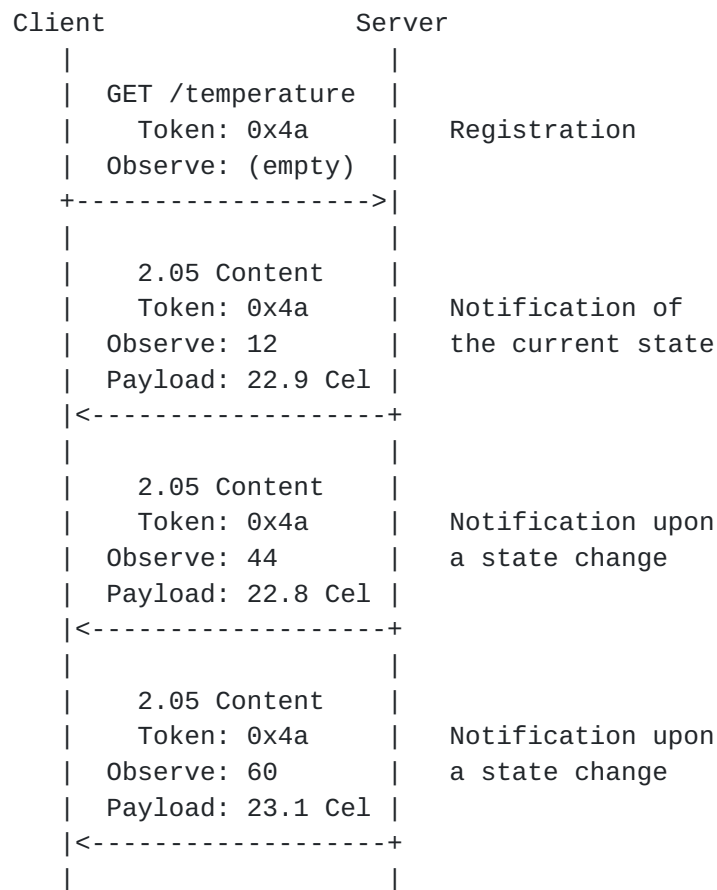 Client Server
GET /temperature
Token: 0x4a Registration
Observe: (empty)
2.05 Content
Token: 0x4a Notification of
Observe: 12 the current state
Payload: 22.9 Cel
2.05 Content
Token: 0x4a Notification upon
Observe: 44 a state change
Payload: 22.8 Cel
2.05 Content
Token: 0x4a Notification upon
Observe: 60 a state change
Payload: 23.1 Cel